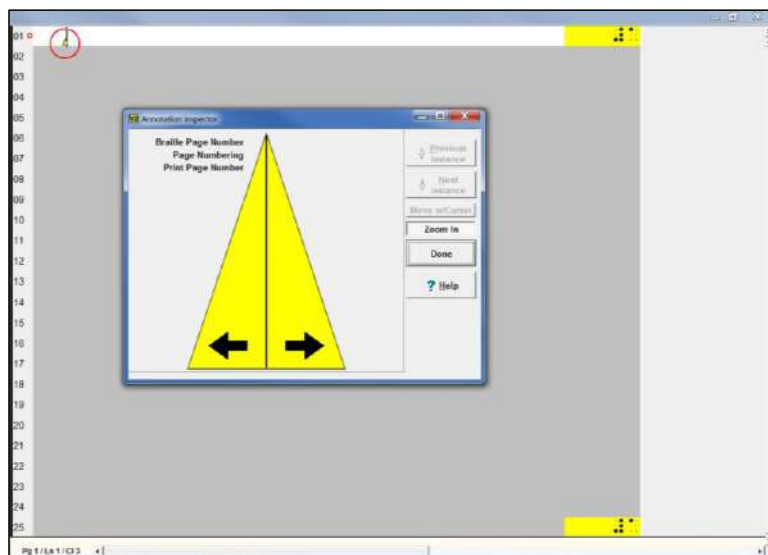 01
02
03
04
05
06
07
08
09
10
11
12
13
14
15
16
17
18
19
20
21
22
23
24
25
Annotation Inspector
Braille Page Number
Page Numbering
Print Page Number
Previous
Instance
Next
Instance
Move w/Cursor
Zoom In
Done
? Help
Pg 1 / Ln 1 / Cl 3